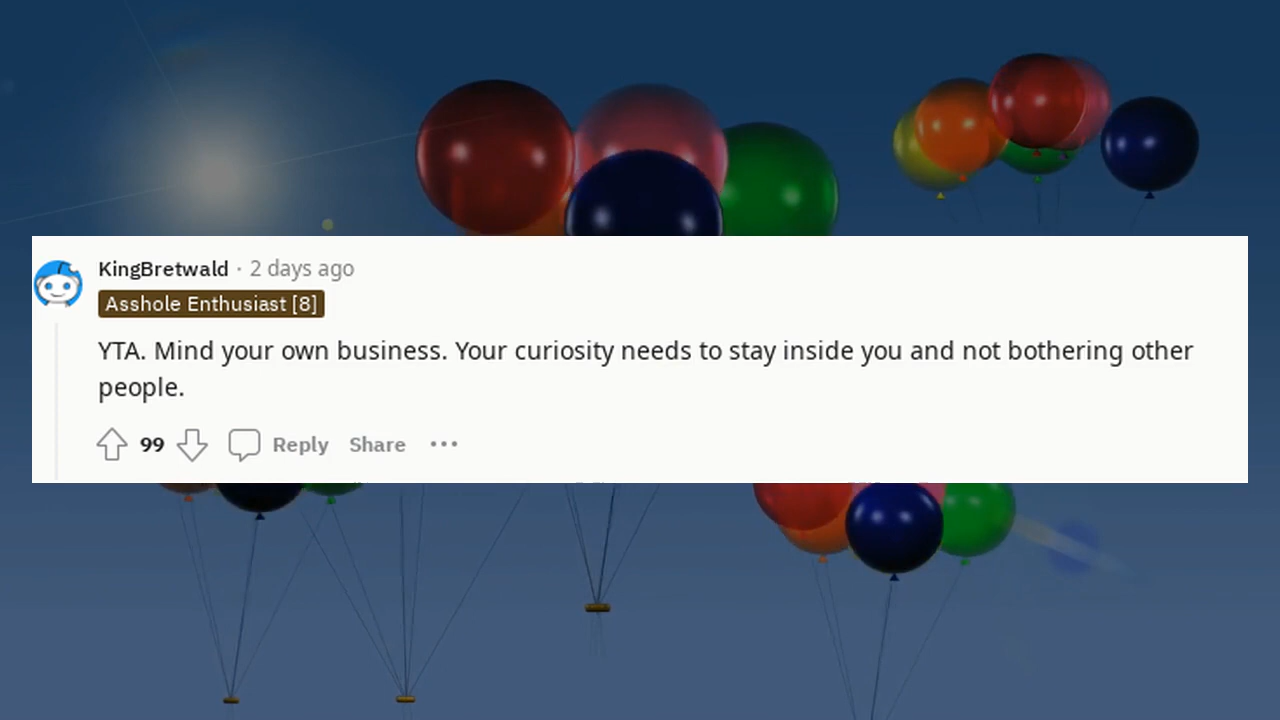 KingBretwald · 2 days ago
Asshole Enthusiast [8]
YTA. Mind your own business. Your curiosity needs to stay inside you and not bothering other
people.
99 Reply Share ···